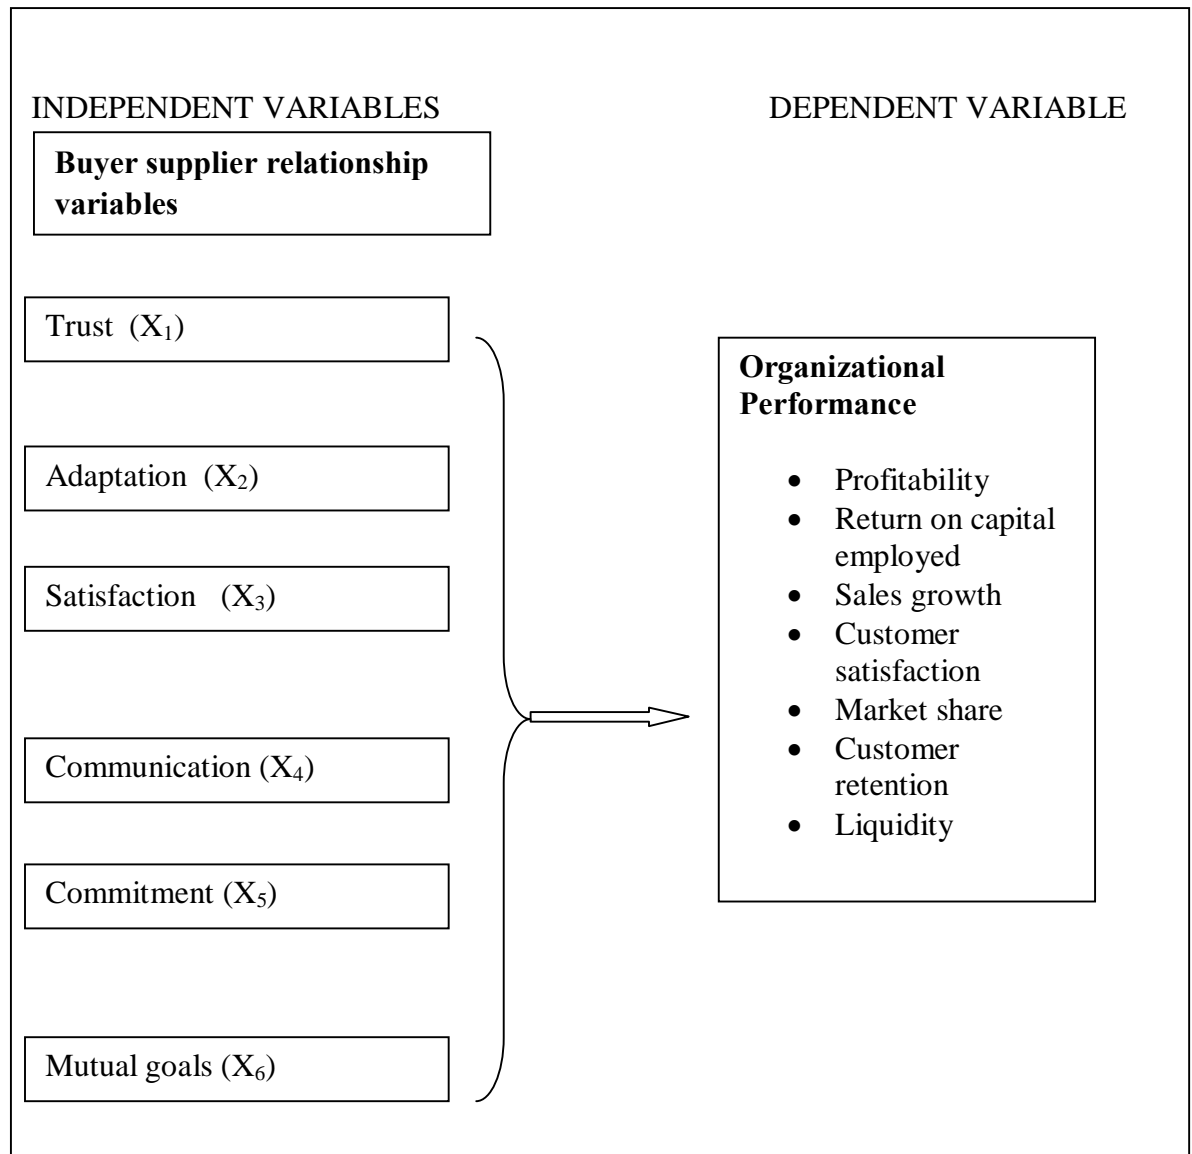 INDEPENDENT VARIABLES
DEPENDENT VARIABLE
Buyer supplier relationship
variables
Trust (X₁)
Adaptation (X₂)
Satisfaction (X₃)
Communication (X₄)
Commitment (X₅)
Mutual goals (X₆)
Organizational
Performance
• Profitability
• Return on capital
employed
• Sales growth
• Customer
satisfaction
• Market share
• Customer
retention
• Liquidity